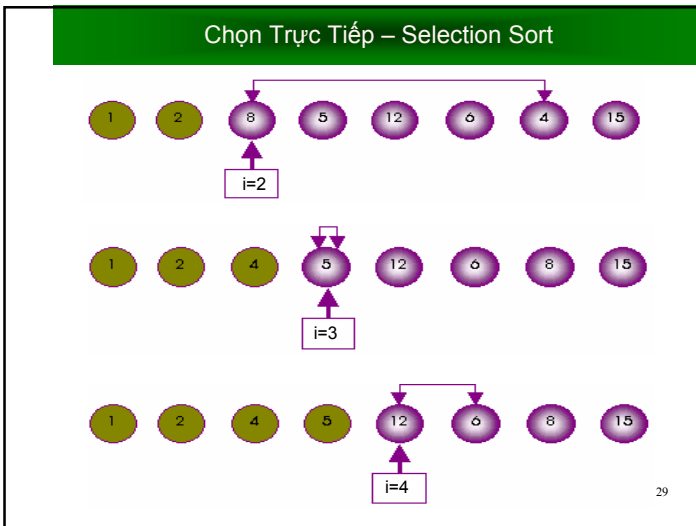 Chọn Trực Tiếp – Selection Sort
1 2 8 5 12 6 4 15
i=2
1 2 4 5 12 6 8 15
i=3
1 2 4 5 12 6 8 15
i=4
29